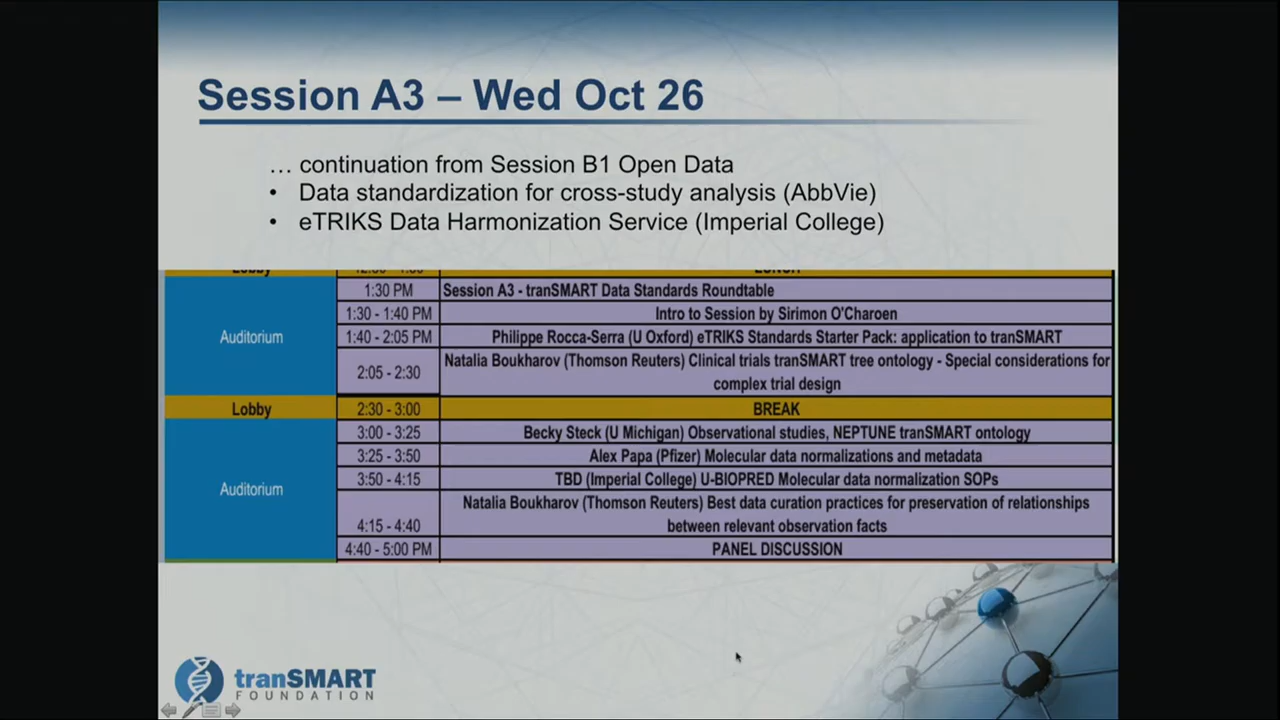 Session A3 – Wed Oct 26
… continuation from Session B1 Open Data
• Data standardization for cross-study analysis (AbbVie)
• eTRIKS Data Harmonization Service (Imperial College)
Lobby LUNCH
1:30 PM Session A3 - tranSMART Data Standards Roundtable
1:30 - 1:40 PM Intro to Session by Sirimon O'Charoen
Auditorium 1:40 - 2:05 PM Philippe Rocca-Serra (U Oxford) eTRIKS Standards Starter Pack: application to tranSMART
2:05 - 2:30 Natalia Boukharov (Thomson Reuters) Clinical trials tranSMART tree ontology - Special considerations for
complex trial design
Lobby 2:30 - 3:00 BREAK
3:00 - 3:25 Becky Steck (U Michigan) Observational studies, NEPTUNE tranSMART ontology
3:25 - 3:50 Alex Papa (Pfizer) Molecular data normalizations and metadata
Auditorium 3:50 - 4:15 TBD (Imperial College) U-BIOPRED Molecular data normalization SOPs
4:15 - 4:40 Natalia Boukharov (Thomson Reuters) Best data curation practices for preservation of relationships
between relevant observation facts
4:40 - 5:00 PM PANEL DISCUSSION
tranSMART
FOUNDATION